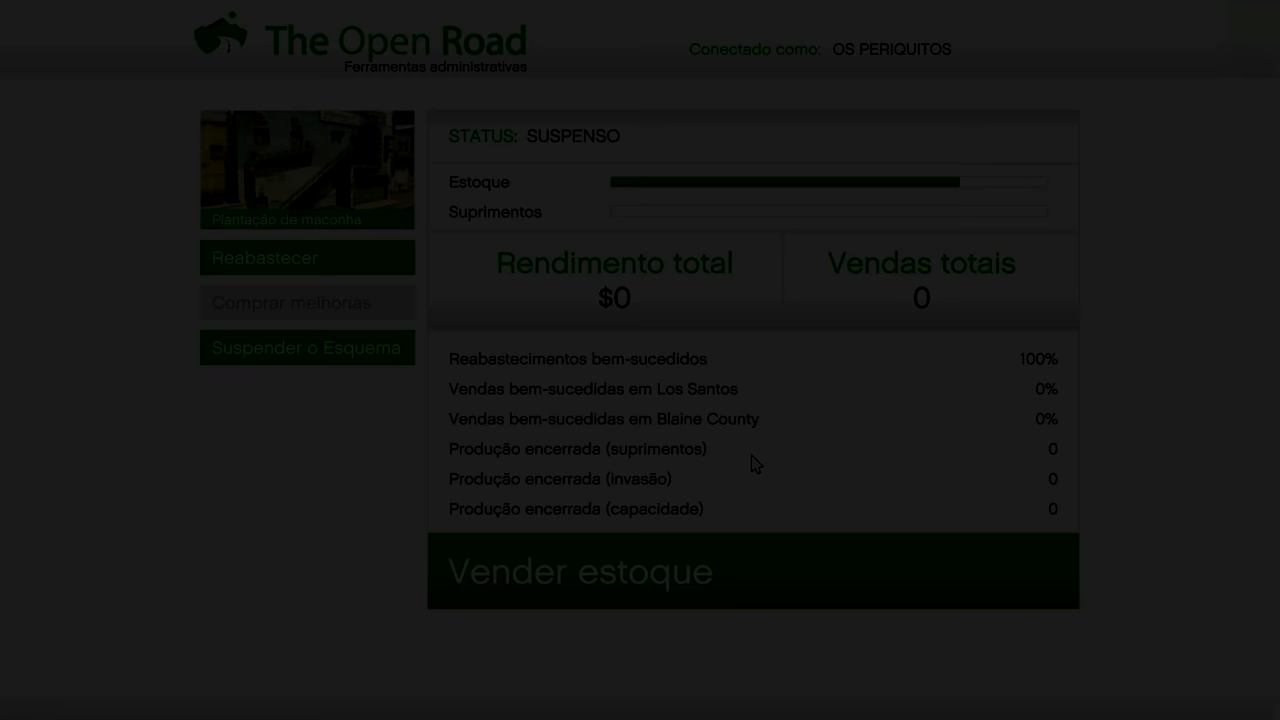 The Open Road
Ferramentas administrativas
Conectado como: OS PERIQUITOS
Plantação de maconha
Reabastecer
Comprar melhorias
Suspender o Esquema
STATUS: SUSPENSO
Estoque
Suprimentos
Rendimento total
$0
Vendas totais
0
Reabastecimentos bem-sucedidos 100%
Vendas bem-sucedidas em Los Santos 0%
Vendas bem-sucedidas em Blaine County 0%
Produção encerrada (suprimentos) 0
Produção encerrada (invasão) 0
Produção encerrada (capacidade) 0
Vender estoque